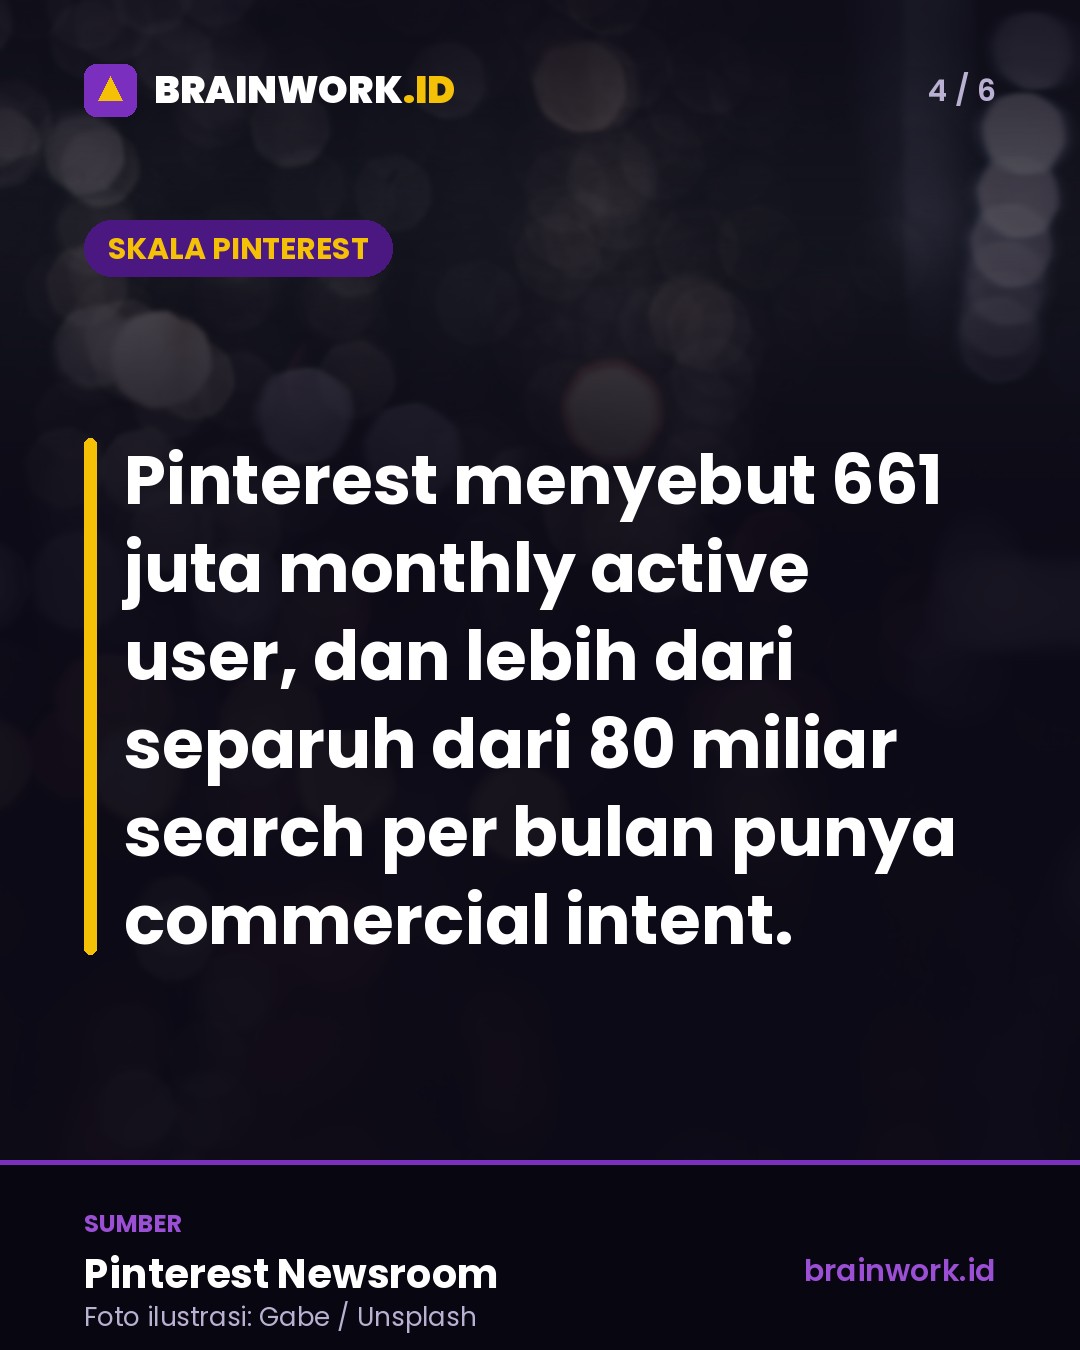 BRAINWORK.ID
4 / 6
SKALA PINTEREST
Pinterest menyebut 661
juta monthly active
user, dan lebih dari
separuh dari 80 miliar
search per bulan punya
commercial intent.
SUMBER
Pinterest Newsroom
Foto ilustrasi: Gabe / Unsplash
brainwork.id